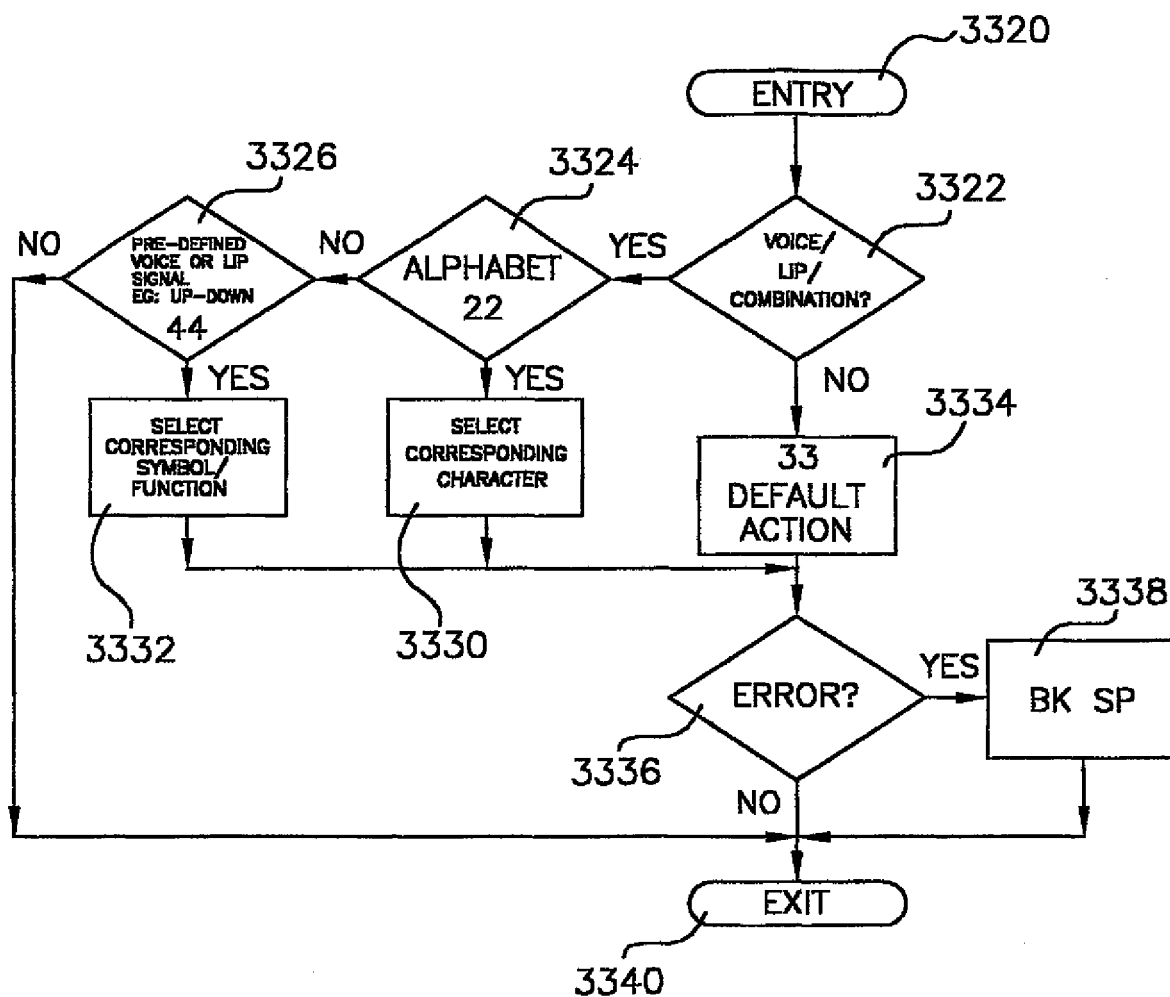 3320
ENTRY
3326
3324
3322
NO
PRE-DEFINED
VOICE OR LIP
SIGNAL
EG: UP-DOWN
44
NO
ALPHABET
22
YES
VOICE/
LIP/
COMBINATION?
YES
YES
NO
SELECT
CORRESPONDING
SYMBOL/
FUNCTION
SELECT
CORRESPONDING
CHARACTER
3334
33
DEFAULT
ACTION
3332
3330
3338
ERROR?
YES
BK SP
3336
NO
EXIT
3340